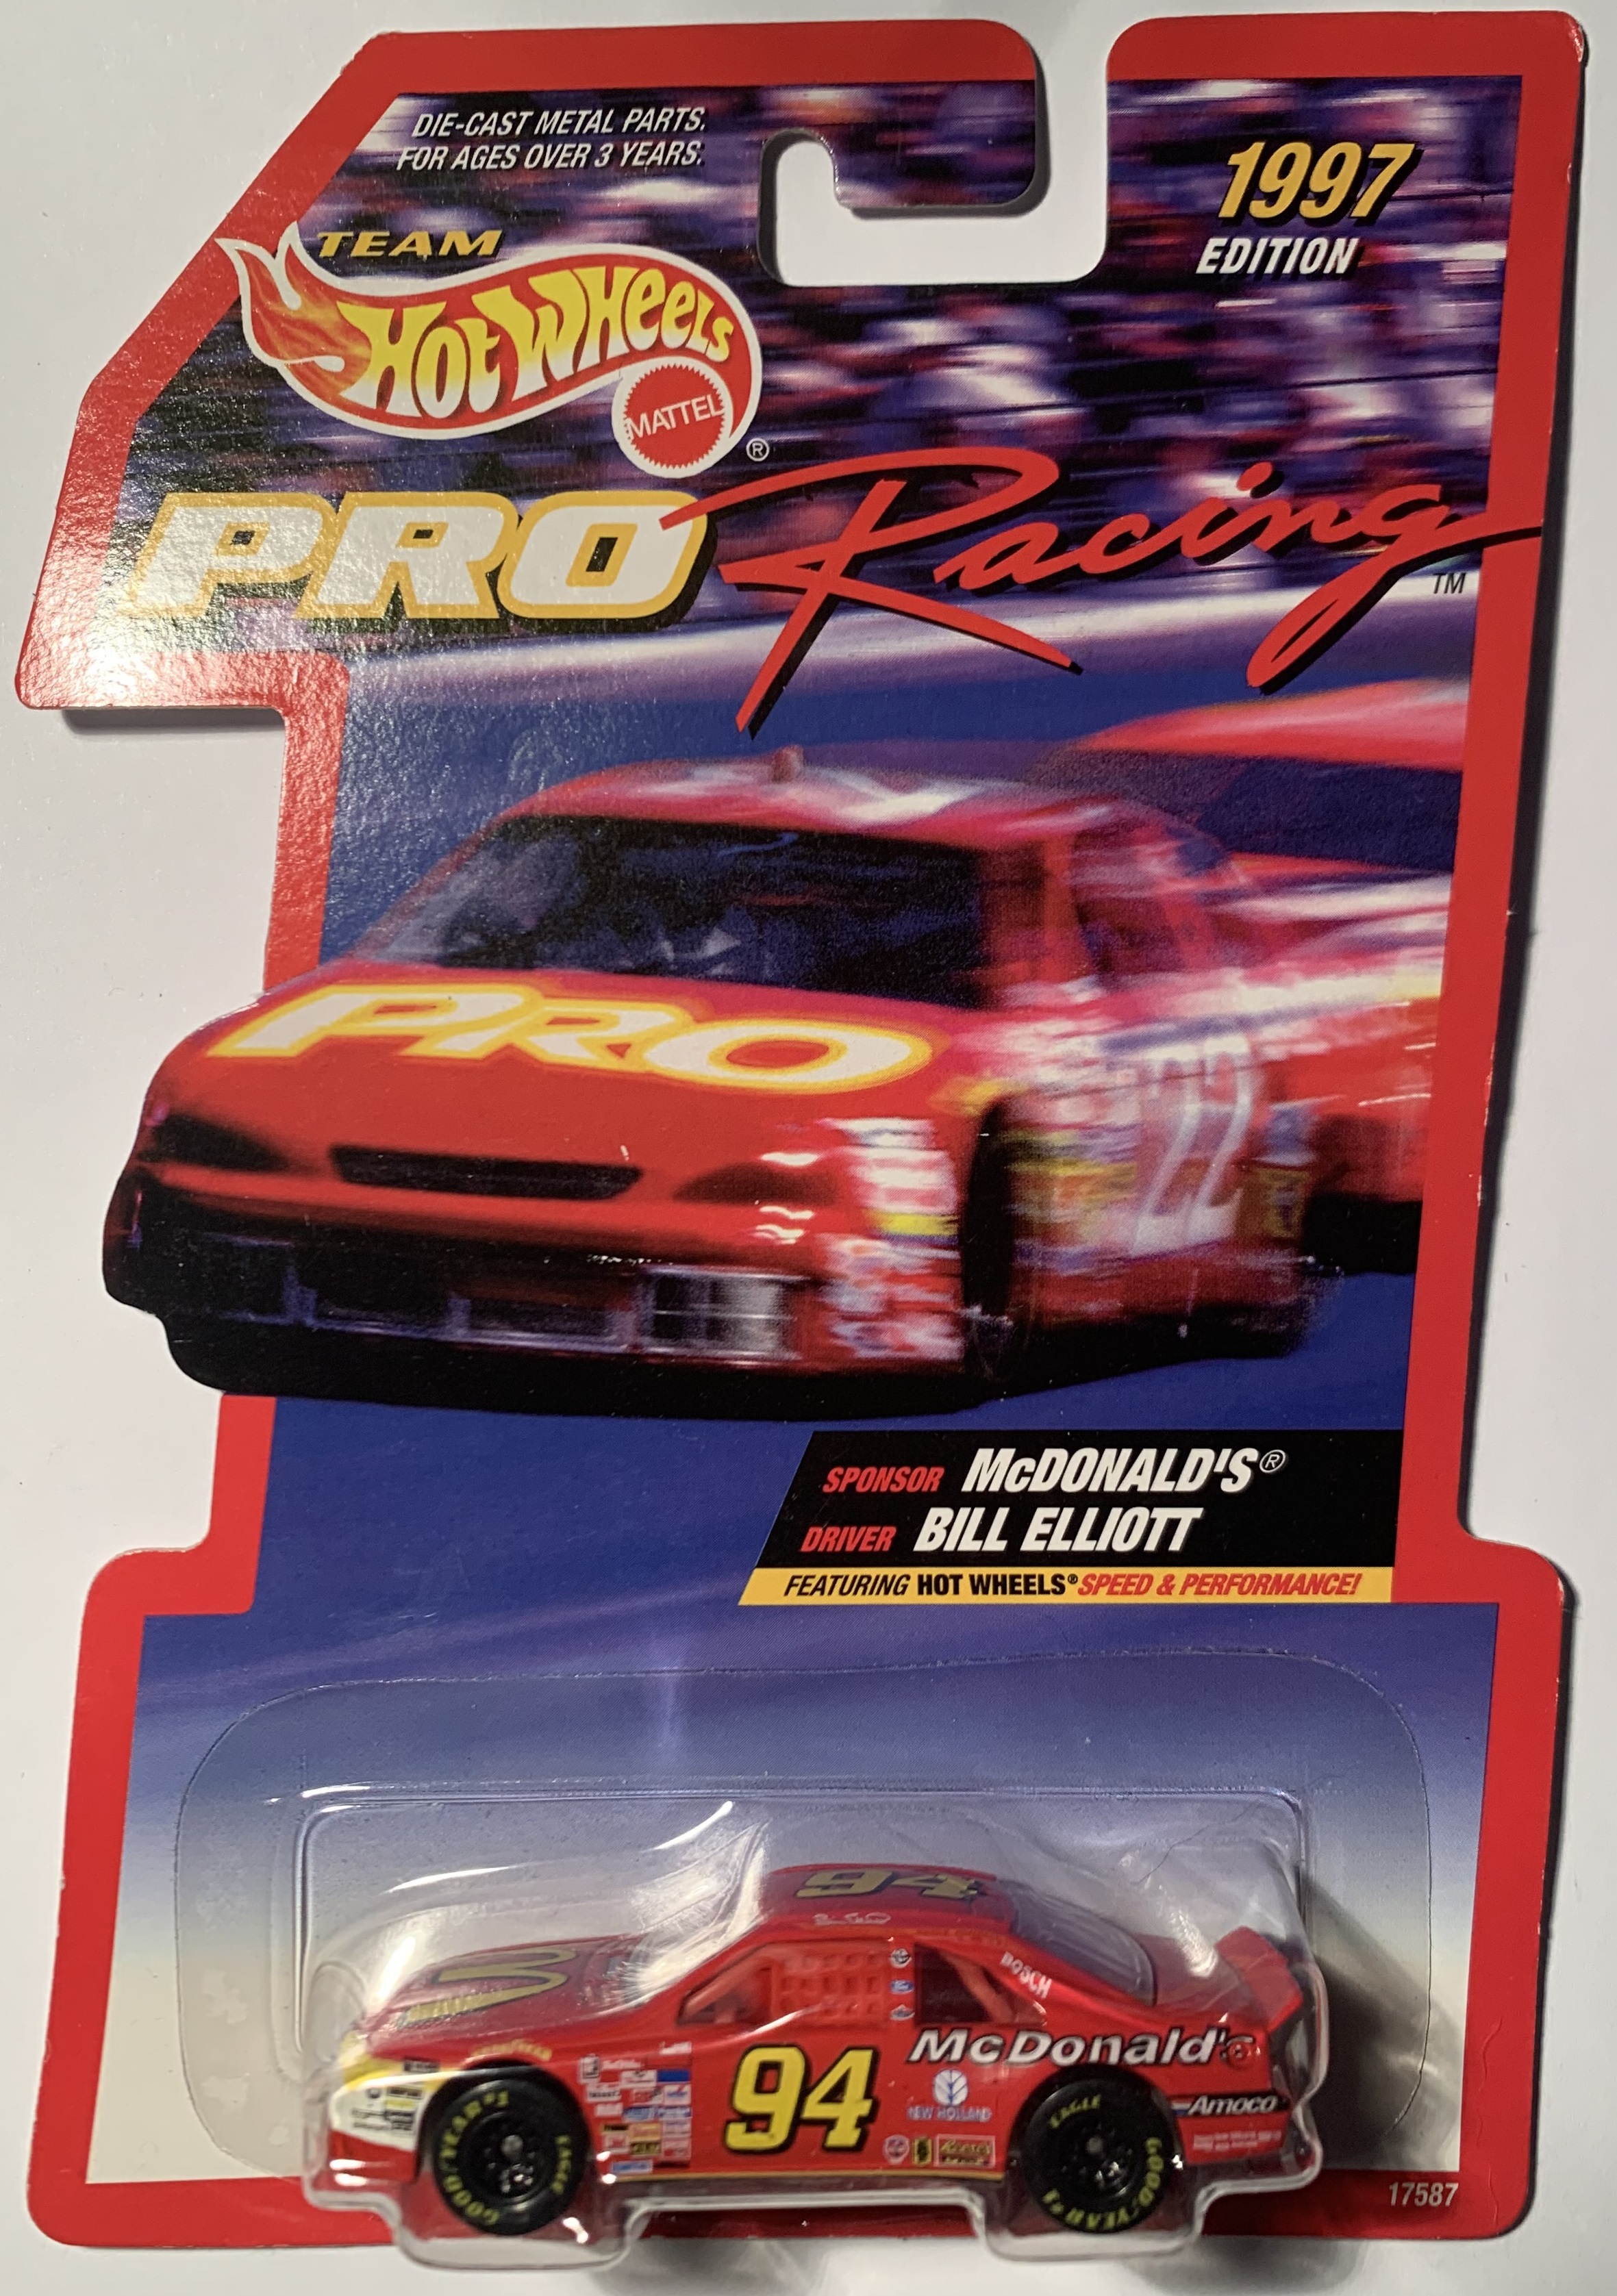 DIE-CAST METAL PARTS.
FOR AGES OVER 3 YEARS.
1997
EDITION
TEAM
HOT WHEELS
MATTEL
®
PRO Racing
TM
PRO
22
SPONSOR McDONALD'S®
DRIVER BILL ELLIOTT
FEATURING HOT WHEELS® SPEED & PERFORMANCE!
94
BOSCH
McDonald's
94
NEW HOLLAND
Amoco
GOODYEAR #1
EAGLE
EAGLE
GOODYEAR #1
17587